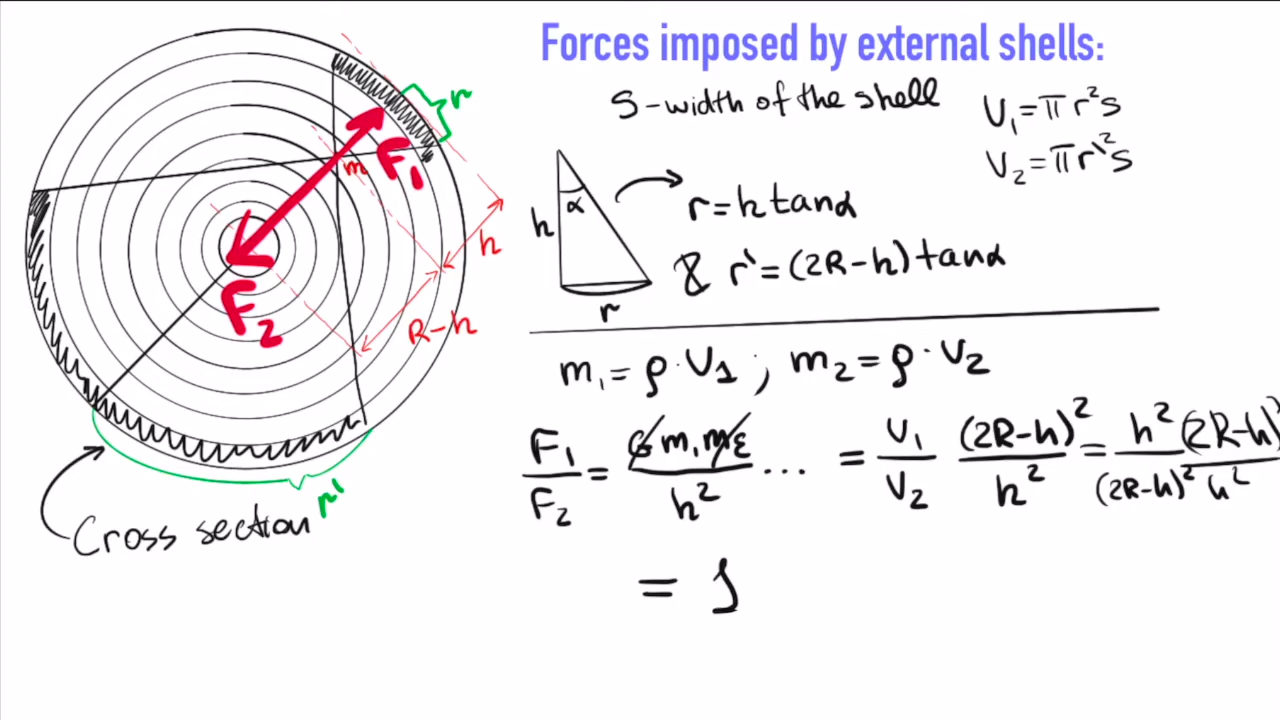 Forces imposed by external shells:
S-width of the shell
V₁=πr²s
V₂=πr'²s
h
α
r
r=h tanα
& r'=(2R-h)tanα
m₁=ρ·V₁; m₂=ρ·V₂
F₁/F₂ = G m₁ m/h² ... = V₁/V₂ (2R-h)²/h² = h²(2R-h)²/(2R-h)²h²
= 1
r
F₁
m
h
F₂
R-h
r'
Cross section